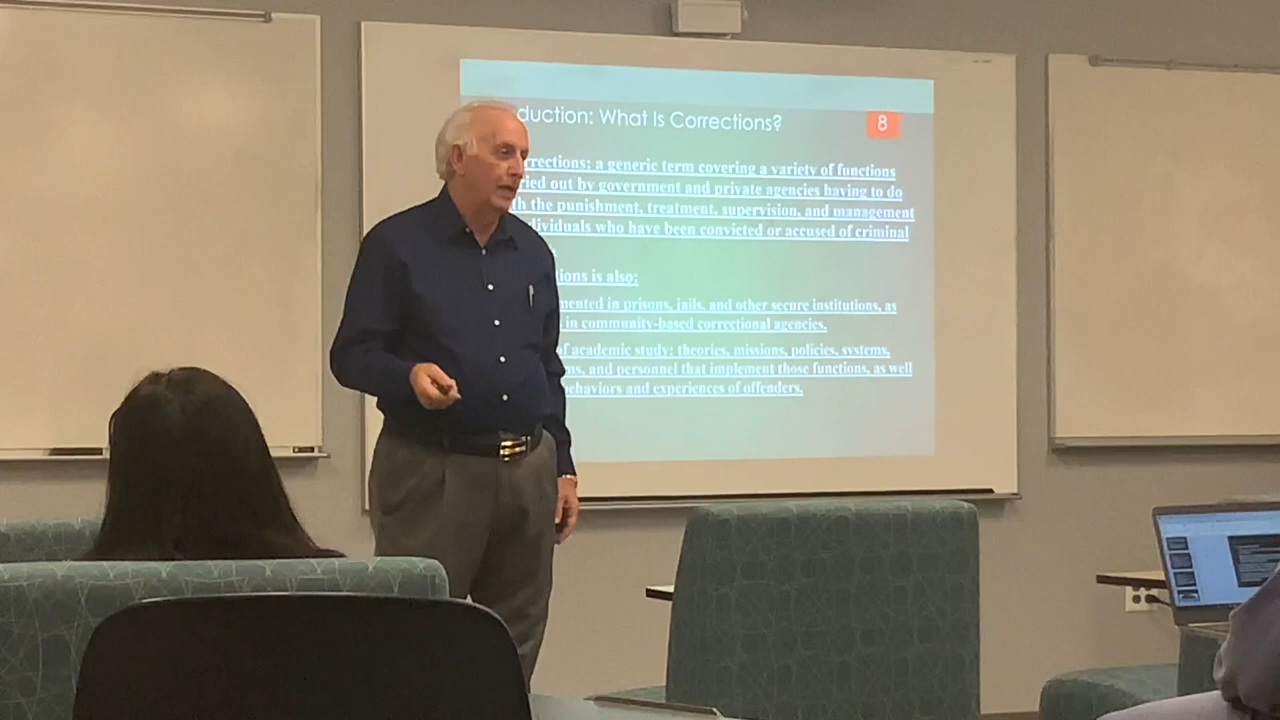 duction: What Is Corrections?
8
rrections: a generic term covering a variety of functions
ried out by government and private agencies having to do
th the punishment, treatment, supervision, and management
dividuals who have been convicted or accused of criminal
ions is also:
mented in prisons, jails, and other secure institutions, as
in community-based correctional agencies.
of academic study: theories, missions, policies, systems,
ms, and personnel that implement those functions, as well
ehaviors and experiences of offenders.